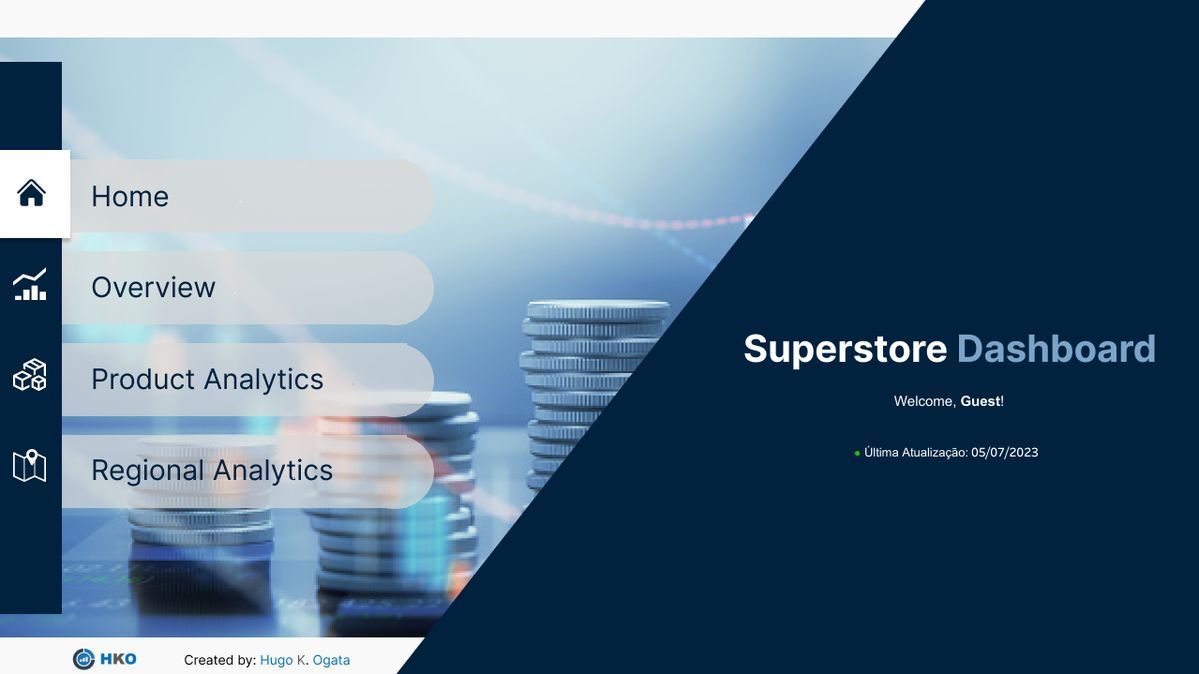 Home
Overview
Product Analytics
Regional Analytics
Superstore Dashboard
Welcome, Guest!
● Última Atualização: 05/07/2023
HKO
Created by: Hugo K. Ogata